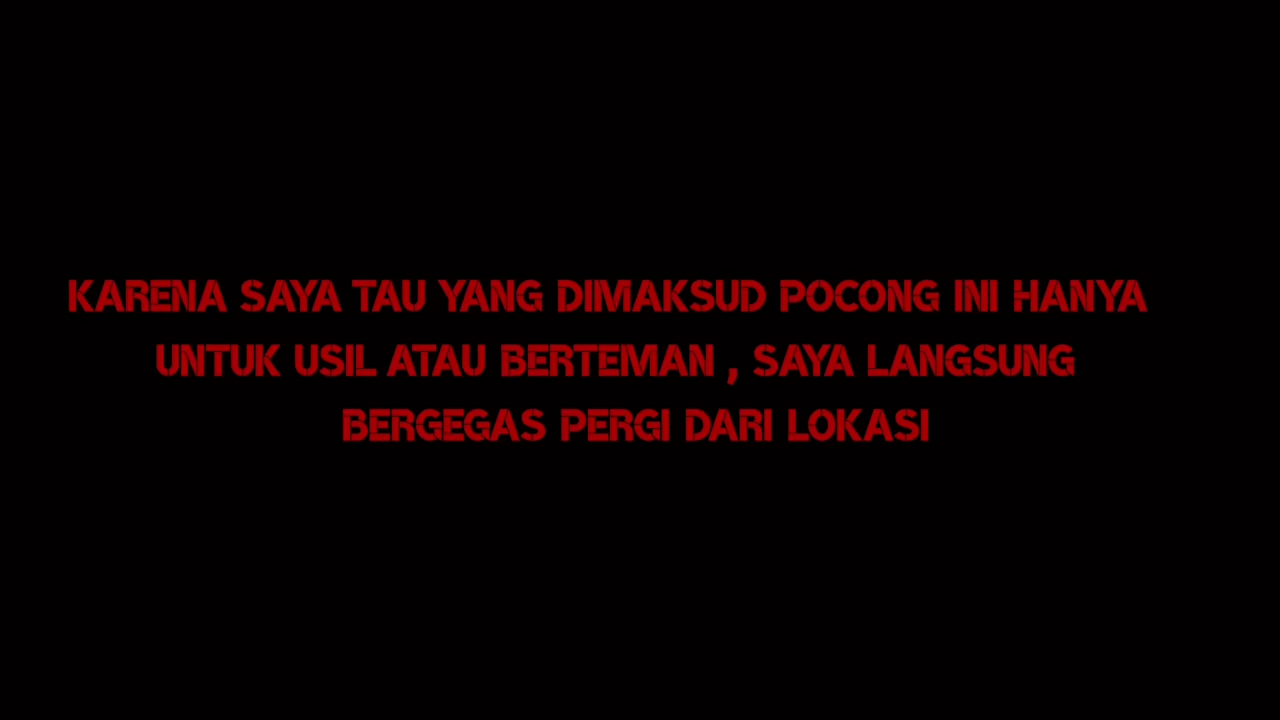 KARENA SAYA TAU YANG DIMAKSUD POCONG INI HANYA
UNTUK USIL ATAU BERTEMAN , SAYA LANGSUNG
BERGEGAS PERGI DARI LOKASI